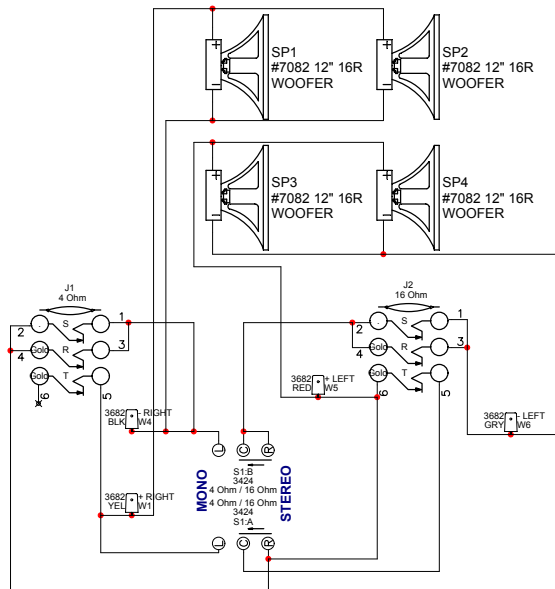 SP1
#7082 12" 16R
WOOFER
SP2
#7082 12" 16R
WOOFER
SP3
#7082 12" 16R
WOOFER
SP4
#7082 12" 16R
WOOFER
J1
4 Ohm
2 - S 1
4 Gold R 3
Gold T
6 5
J2
16 Ohm
2 - S 1
4 Gold R 3
Gold T
6 5
3682 + LEFT
RED W5
3682 - LEFT
GRY W6
3682 - RIGHT
BLK W4
3682 + RIGHT
YEL W1
MONO
STEREO
L C R
S1:B
3424
4 Ohm / 16 Ohm
4 Ohm / 16 Ohm
3424
S1:A
L C R